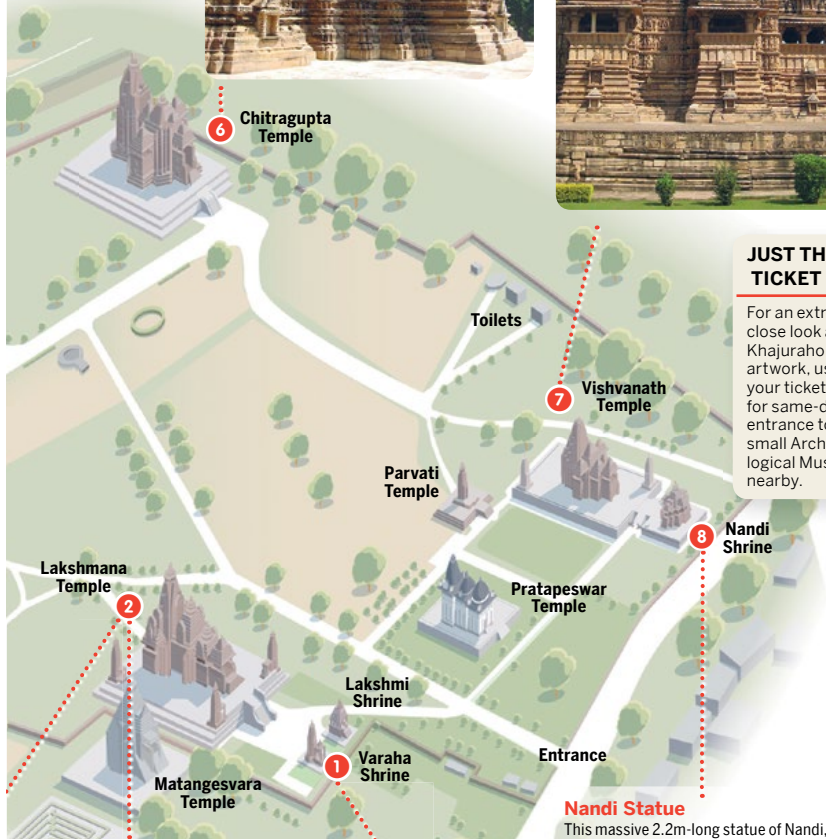 6
Chitragupta
Temple
JUST TH
TICKET
For an extr
close look a
Khajuraho
artwork, us
your ticket
for same-d
entrance to
small Arch
logical Mus
nearby.
Toilets
7
Vishvanath
Temple
Parvati
Temple
8
Nandi
Shrine
Lakshmana
Temple
2
Pratapeswar
Temple
Lakshmi
Shrine
1
Varaha
Shrine
Entrance
Matangesvara
Temple
Nandi Statue
This massive 2.2m-long statue of Nandi,